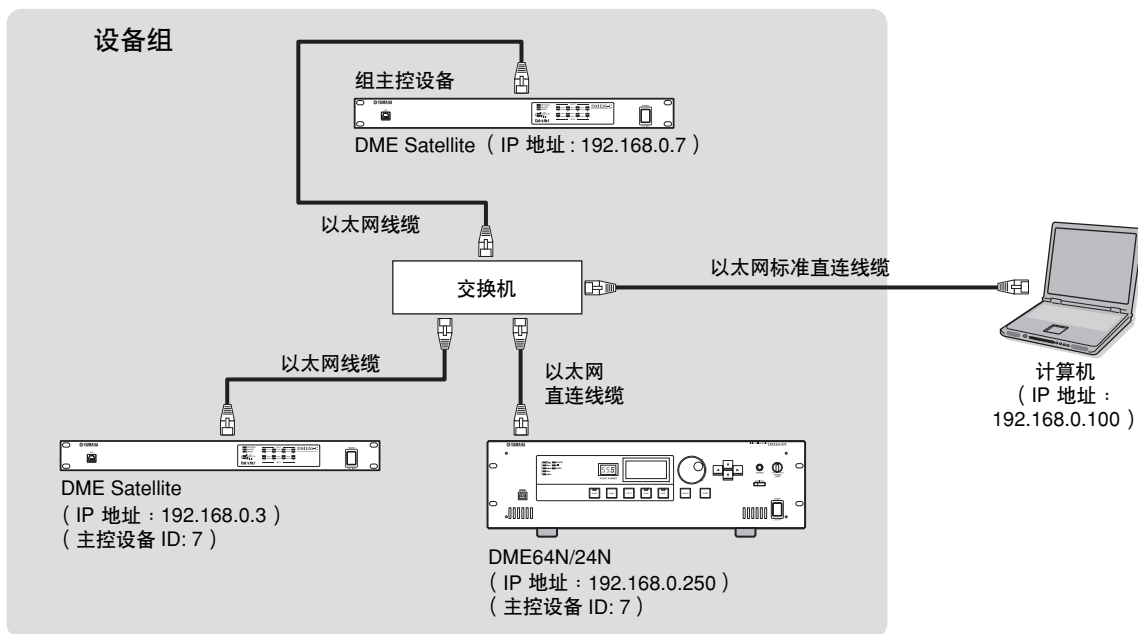 设备组
组主控设备
YAMAHA
DME Satellite （ IP 地址 : 192.168.0.7 ）
以太网线缆
交换机
以太网标准直连线缆
以太网线缆
以太网
直连线缆
计算机
（ IP 地址：
192.168.0.100 ）
YAMAHA
DME Satellite
（ IP 地址：192.168.0.3 ）
（ 主控设备 ID: 7 ）
YAMAHA
DME64N/24N
（ IP 地址：192.168.0.250 ）
（ 主控设备 ID: 7 ）